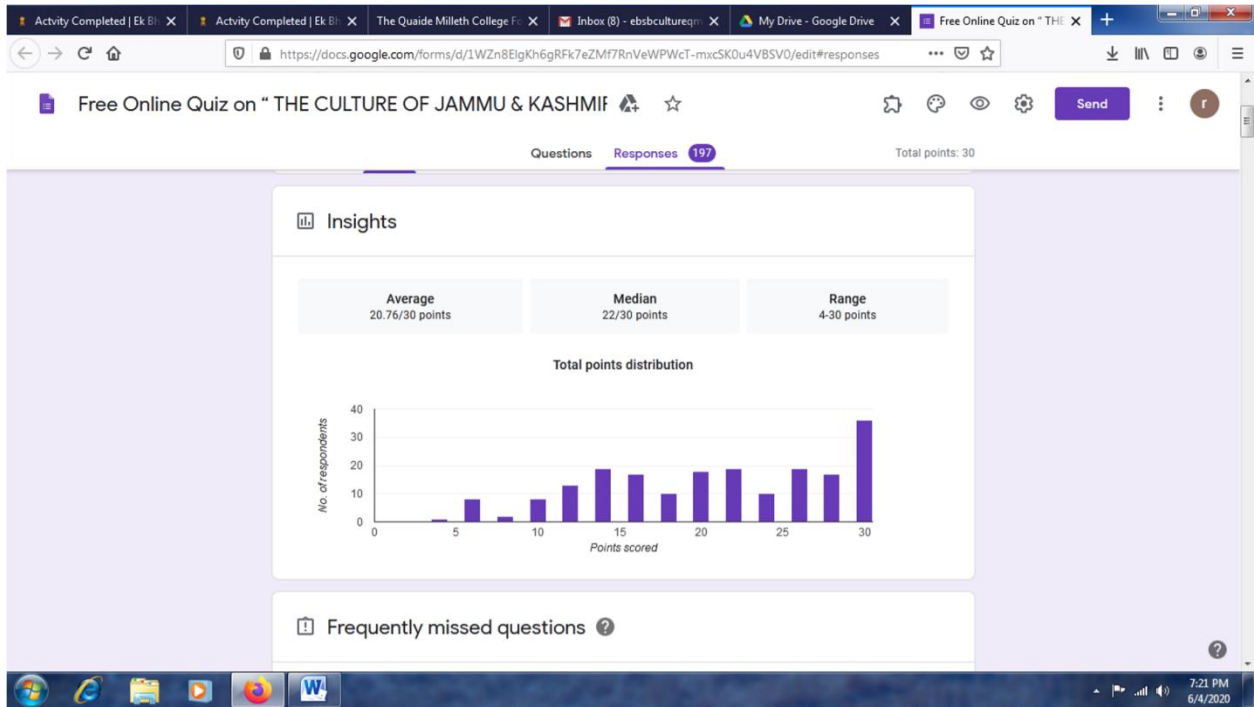 Actvity Completed | Ek Bh
Actvity Completed | Ek Bh
The Quaide Milleth College Fo
Inbox (8) - ebsbcultureqm
My Drive - Google Drive
Free Online Quiz on “ THE
https://docs.google.com/forms/d/1WZn8ElgKh6gRFk7eZMf7RnVeWPWcT-mxcSK0u4VBSV0/edit#responses
Free Online Quiz on “ THE CULTURE OF JAMMU & KASHMIR
Send
r
Questions
Responses 197
Total points: 30
Insights
Average
20.76/30 points
Median
22/30 points
Range
4-30 points
Total points distribution
No. of respondents
40
30
20
10
0
0 5 10 15 20 25 30
Points scored
Frequently missed questions
7:21 PM
6/4/2020